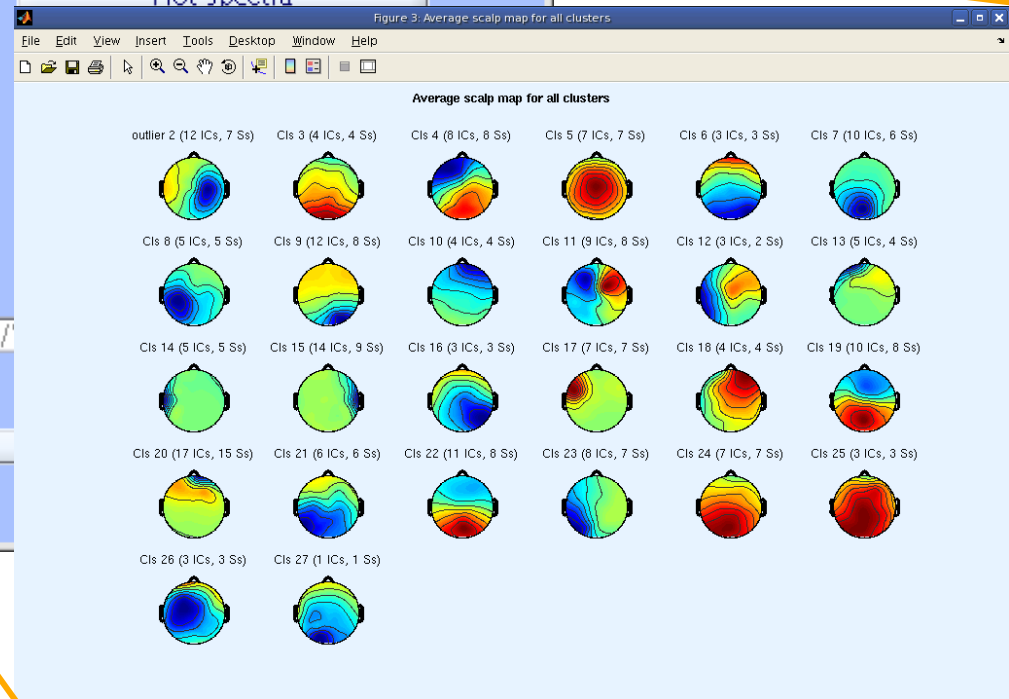 Plot spectra
Figure 3: Average scalp map for all clusters
File Edit View Insert Tools Desktop Window Help
Average scalp map for all clusters
outlier 2 (12 ICs, 7 Ss) Cls 3 (4 ICs, 4 Ss) Cls 4 (8 ICs, 8 Ss) Cls 5 (7 ICs, 7 Ss) Cls 6 (3 ICs, 3 Ss) Cls 7 (10 ICs, 6 Ss)
Cls 8 (5 ICs, 5 Ss) Cls 9 (12 ICs, 8 Ss) Cls 10 (4 ICs, 4 Ss) Cls 11 (9 ICs, 8 Ss) Cls 12 (3 ICs, 2 Ss) Cls 13 (5 ICs, 4 Ss)
Cls 14 (5 ICs, 5 Ss) Cls 15 (14 ICs, 9 Ss) Cls 16 (3 ICs, 3 Ss) Cls 17 (7 ICs, 7 Ss) Cls 18 (4 ICs, 4 Ss) Cls 19 (10 ICs, 8 Ss)
Cls 20 (17 ICs, 15 Ss) Cls 21 (6 ICs, 6 Ss) Cls 22 (11 ICs, 8 Ss) Cls 23 (8 ICs, 7 Ss) Cls 24 (7 ICs, 7 Ss) Cls 25 (3 ICs, 3 Ss)
Cls 26 (3 ICs, 3 Ss) Cls 27 (1 ICs, 1 Ss)